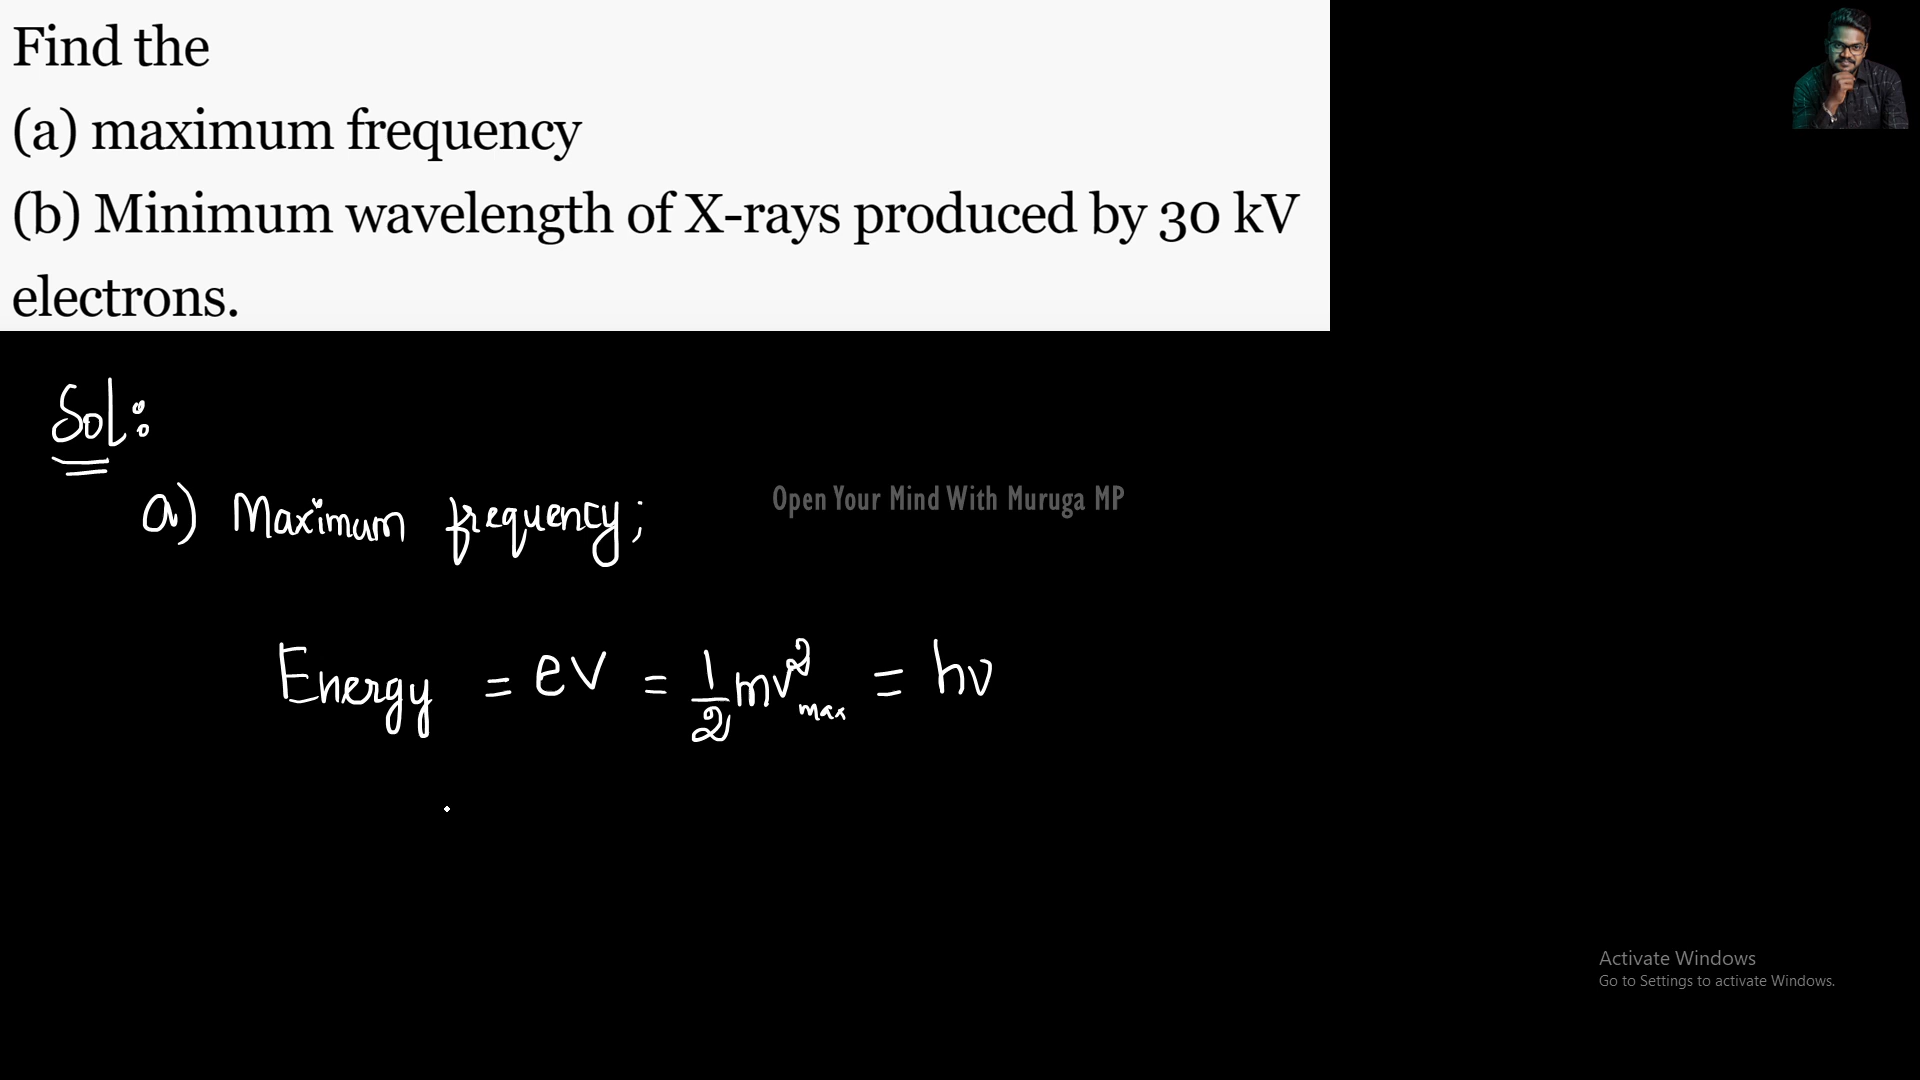 Find the
(a) maximum frequency
(b) Minimum wavelength of X-rays produced by 30 kV
electrons.
Sol:
a) Maximum frequency;
Open Your Mind With Muruga MP
Energy = eV = 1/2 mv²max = hν
Activate Windows
Go to Settings to activate Windows.